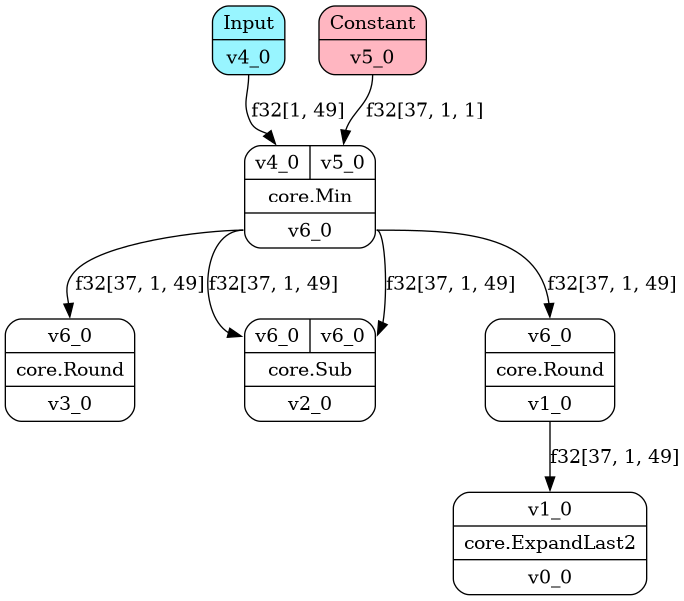 Input
v4_0
Constant
v5_0
f32[1, 49]
f32[37, 1, 1]
v4_0 v5_0
core.Min
v6_0
f32[37, 1, 49]
f32[37, 1, 49]
f32[37, 1, 49]
f32[37, 1, 49]
v6_0
core.Round
v3_0
v6_0 v6_0
core.Sub
v2_0
v6_0
core.Round
v1_0
f32[37, 1, 49]
v1_0
core.ExpandLast2
v0_0